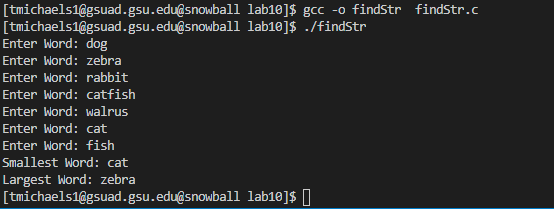 [tmichaels1@gsuad.gsu.edu@snowball lab10]$ gcc -o findStr  findStr.c
[tmichaels1@gsuad.gsu.edu@snowball lab10]$ ./findStr
Enter Word: dog
Enter Word: zebra
Enter Word: rabbit
Enter Word: catfish
Enter Word: walrus
Enter Word: cat
Enter Word: fish
Smallest Word: cat
Largest Word: zebra
[tmichaels1@gsuad.gsu.edu@snowball lab10]$